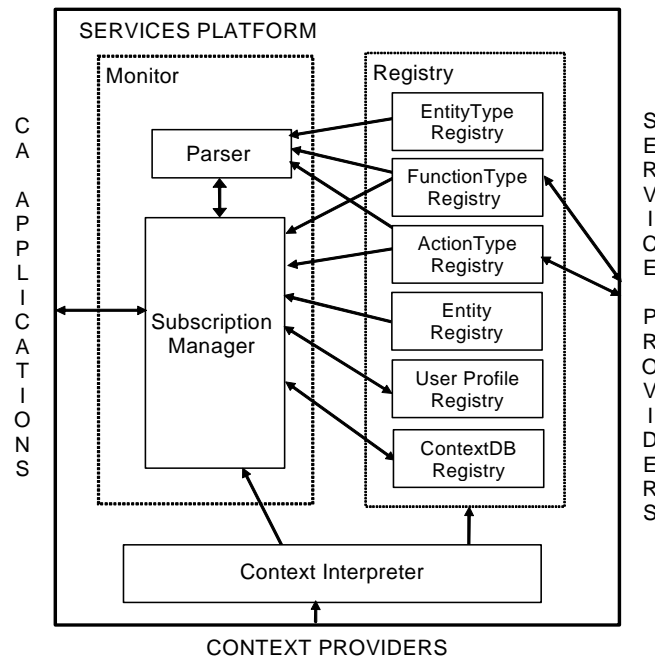 SERVICES PLATFORM
Monitor
Registry
EntityType
Registry
Parser
FunctionType
Registry
ActionType
Registry
Subscription
Manager
Entity
Registry
User Profile
Registry
ContextDB
Registry
Context Interpreter
CA APPLICATIONS
SERVICE PROVIDERS
CONTEXT PROVIDERS